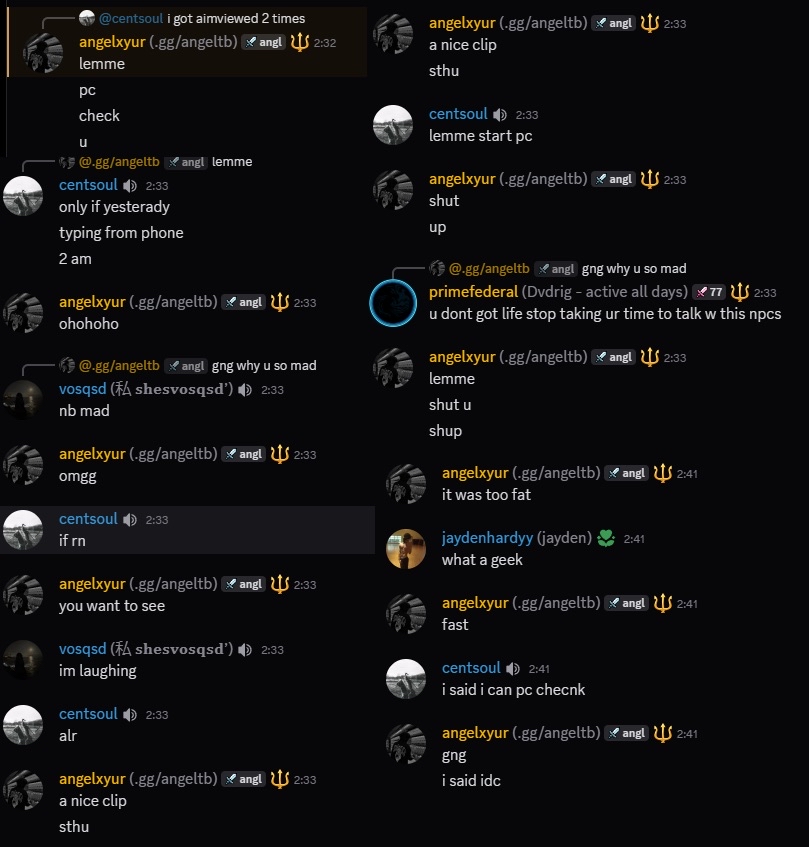 @centsoul i got aimviewed 2 times
angelxyur (.gg/angeltb) angl 2:32
lemme
pc
check
u
@.gg/angeltb angl lemme
centsoul 2:33
only if yesterady
typing from phone
2 am
angelxyur (.gg/angeltb) angl 2:33
ohohoho
@.gg/angeltb angl gng why u so mad
vosqsd (私 𝖘𝖍𝖊𝖘𝖛𝖔𝖘𝖖𝖘𝖉') 2:33
nb mad
angelxyur (.gg/angeltb) angl 2:33
omgg
centsoul 2:33
if rn
angelxyur (.gg/angeltb) angl 2:33
you want to see
vosqsd (私 𝖘𝖍𝖊𝖘𝖛𝖔𝖘𝖖𝖘𝖉') 2:33
im laughing
centsoul 2:33
alr
angelxyur (.gg/angeltb) angl 2:33
a nice clip
sthu
angelxyur (.gg/angeltb) angl 2:33
a nice clip
sthu
centsoul 2:33
lemme start pc
angelxyur (.gg/angeltb) angl 2:33
shut
up
@.gg/angeltb angl gng why u so mad
primefederal (Dvdrig - active all days) 77 2:33
u dont got life stop taking ur time to talk w this npcs
angelxyur (.gg/angeltb) angl 2:33
lemme
shut u
shup
angelxyur (.gg/angeltb) angl 2:41
it was too fat
jaydenhardyy (jayden) 2:41
what a geek
angelxyur (.gg/angeltb) angl 2:41
fast
centsoul 2:41
i said i can pc checnk
angelxyur (.gg/angeltb) angl 2:41
gng
i said idc